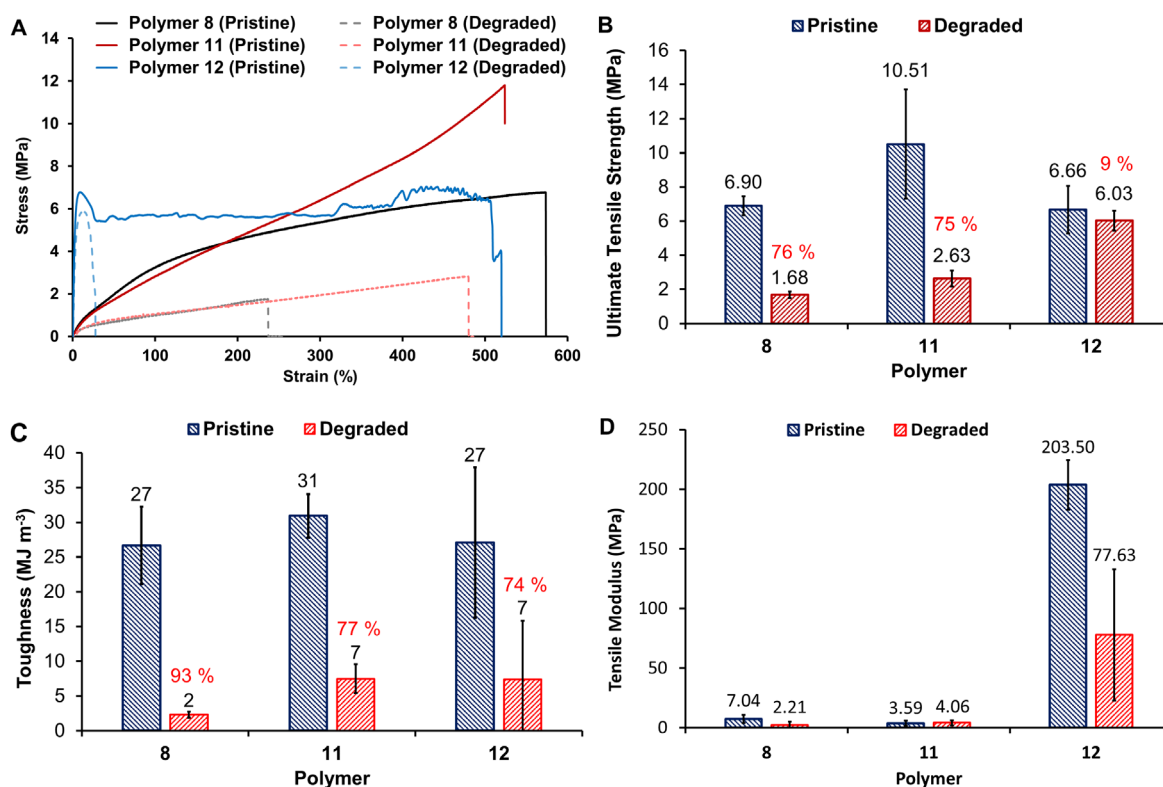 A
Polymer 8 (Pristine)
Polymer 8 (Degraded)
Polymer 11 (Pristine)
Polymer 11 (Degraded)
Polymer 12 (Pristine)
Polymer 12 (Degraded)
Stress (MPa)
14
12
10
8
6
4
2
0
0 100 200 300 400 500 600
Strain (%)
B
Pristine Degraded
Ultimate Tensile Strength (MPa)
16
14
12
10
8
6
4
2
0
6.90
76 %
1.68
10.51
75 %
2.63
6.66
9 %
6.03
8 11 12
Polymer
C
Pristine Degraded
Toughness (MJ m⁻³)
40
35
30
25
20
15
10
5
0
27
93 %
2
31
77 %
7
27
74 %
7
8 11 12
Polymer
D
Pristine Degraded
Tensile Modulus (MPa)
250
200
150
100
50
0
7.04
2.21
3.59
4.06
203.50
77.63
8 11 12
Polymer